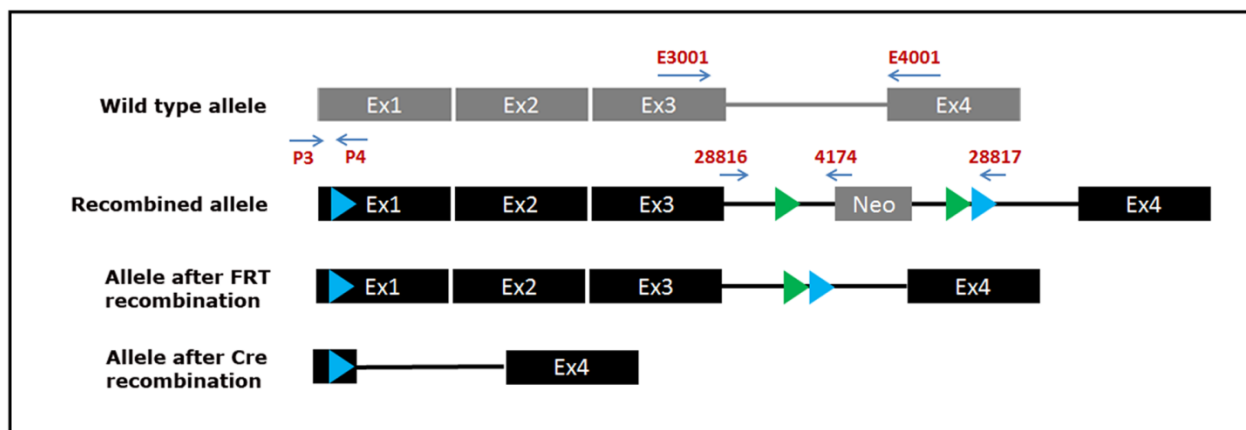 E3001 E4001
Wild type allele Ex1 Ex2 Ex3 Ex4
P3 P4 28816 4174 28817
Recombined allele Ex1 Ex2 Ex3 Neo Ex4
Allele after FRT
recombination
Ex1 Ex2 Ex3 Ex4
Allele after Cre
recombination
Ex4